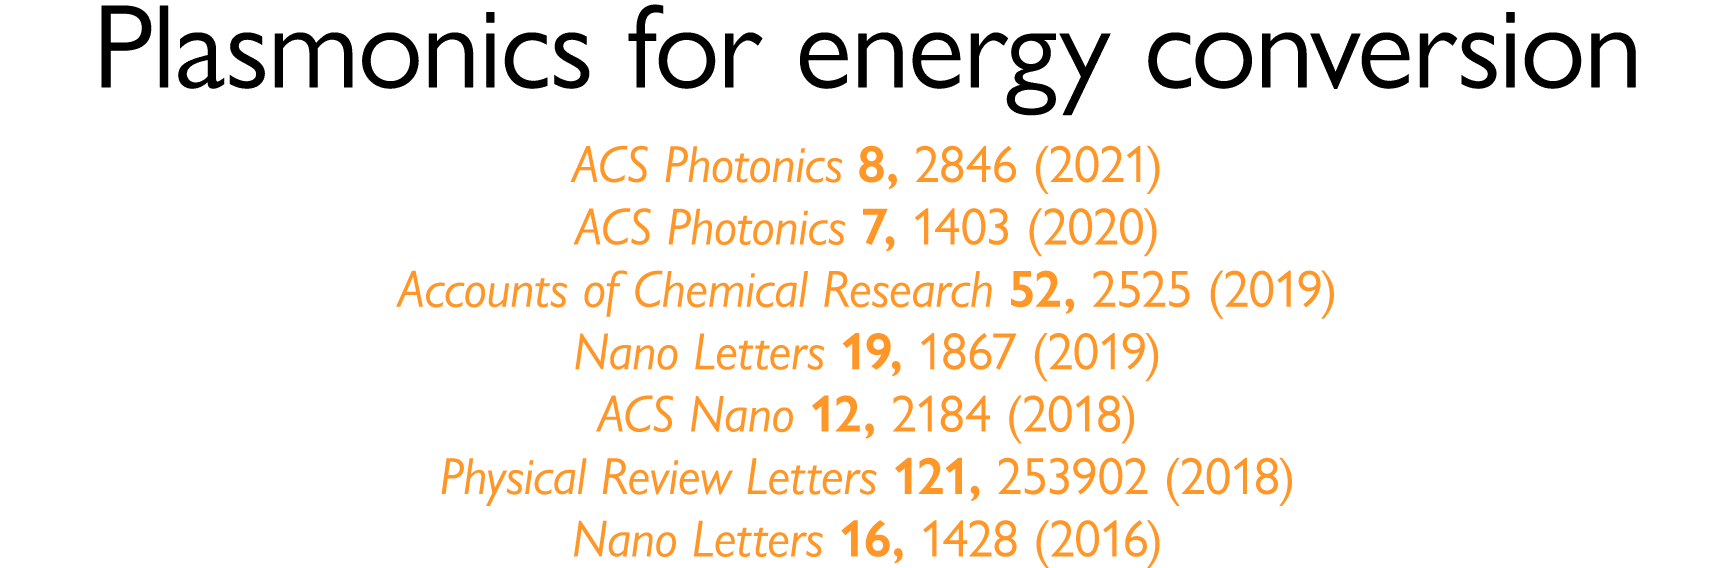 Plasmonics for energy conversion
ACS Photonics 8, 2846 (2021)
ACS Photonics 7, 1403 (2020)
Accounts of Chemical Research 52, 2525 (2019)
Nano Letters 19, 1867 (2019)
ACS Nano 12, 2184 (2018)
Physical Review Letters 121, 253902 (2018)
Nano Letters 16, 1428 (2016)